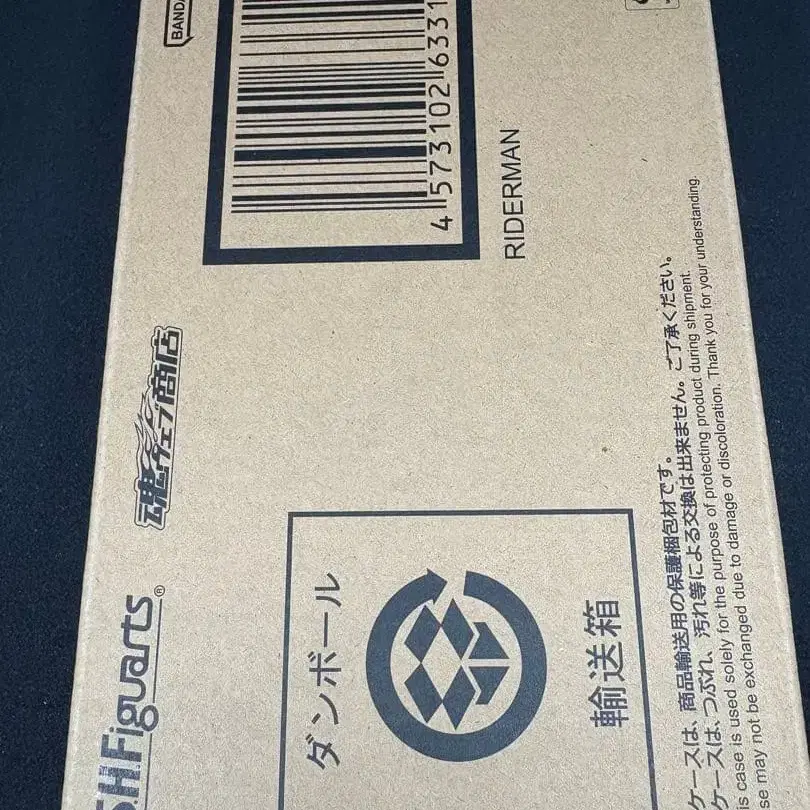 BANDA
4 573102 6331
RIDERMAN
魂ウェブ商店
S.H.Figuarts®
ダンボール
輸送箱
ケースは、商品輸送用の保護梱包材です。
ケースは、つぶれ、汚れ等による交換は出来ません。ご了承ください。
is case is used solely for the purpose of protecting product during shipment.
se may not be exchanged due to damage or discoloration. Thank you for your understanding.